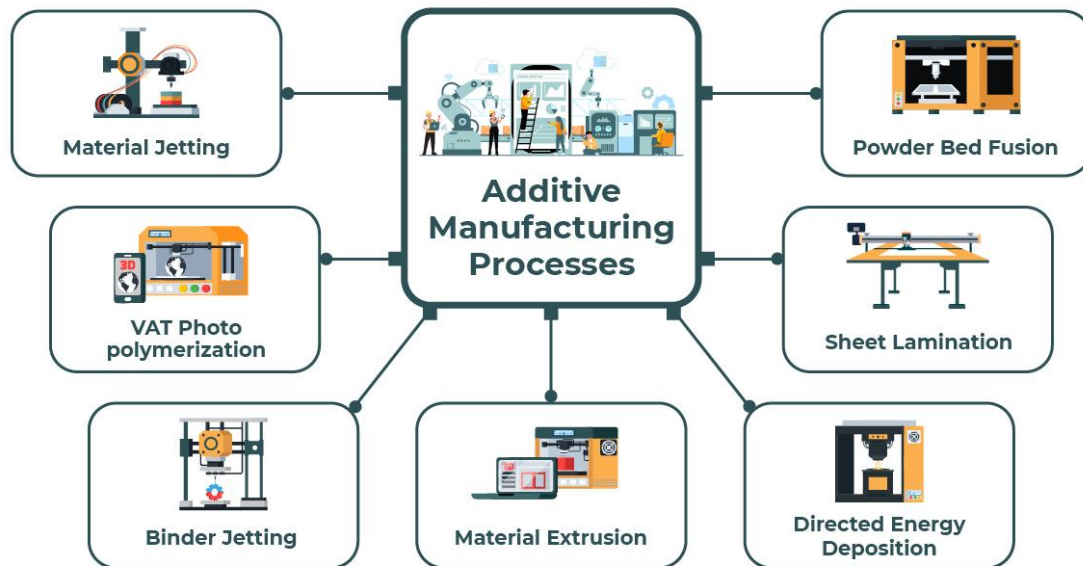 Material Jetting
Additive
Manufacturing
Processes
Powder Bed Fusion
3D
VAT Photo
polymerization
Sheet Lamination
Binder Jetting
Material Extrusion
Directed Energy
Deposition